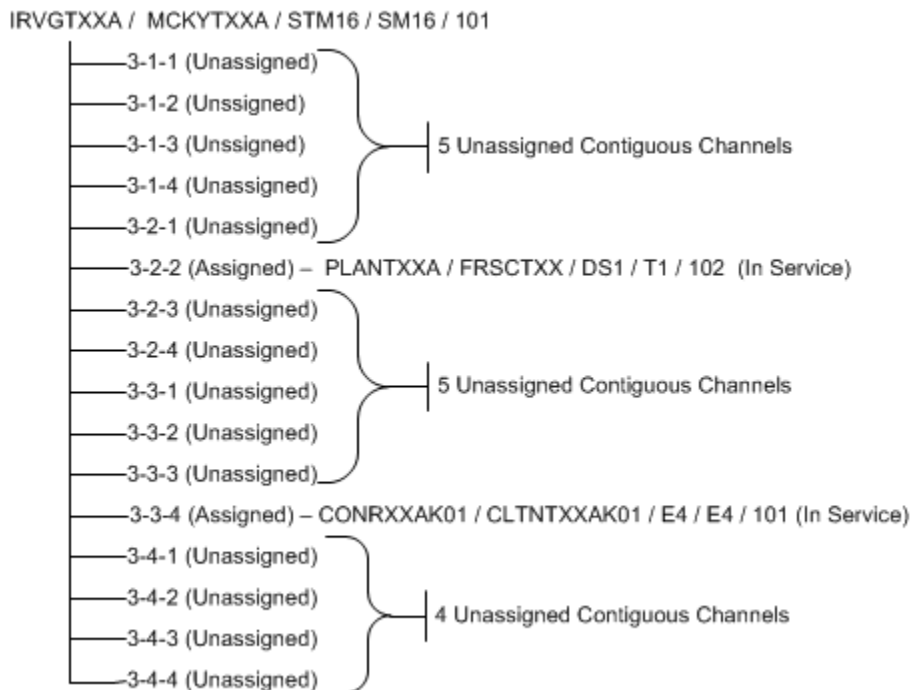 IRVGTXXA / MCKYTXXA / STM16 / SM16 / 101
3-1-1 (Unassigned)
3-1-2 (Unssigned)
3-1-3 (Unssigned)
5 Unassigned Contiguous Channels
3-1-4 (Unassigned)
3-2-1 (Unassigned)
3-2-2 (Assigned) – PLANTXXA / FRSCTXX / DS1 / T1 / 102 (In Service)
3-2-3 (Unassigned)
3-2-4 (Unassigned)
3-3-1 (Unassigned)
5 Unassigned Contiguous Channels
3-3-2 (Unassigned)
3-3-3 (Unassigned)
3-3-4 (Assigned) – CONRXXAK01 / CLTNTXXAK01 / E4 / E4 / 101 (In Service)
3-4-1 (Unassigned)
3-4-2 (Unassigned)
4 Unassigned Contiguous Channels
3-4-3 (Unassigned)
3-4-4 (Unassigned)